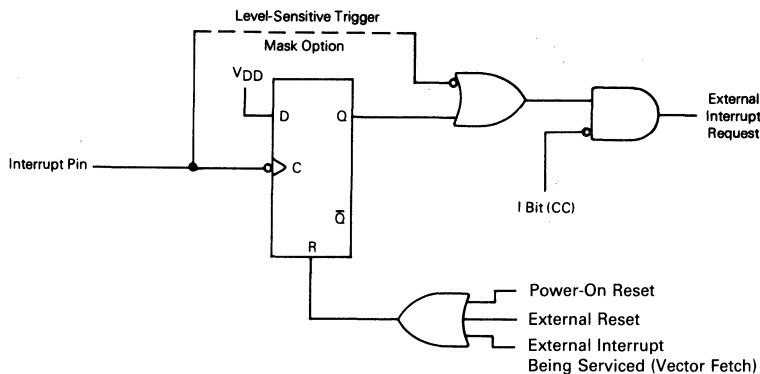 Level-Sensitive Trigger
Mask Option
VDD
D
Q
External
Interrupt
Request
Interrupt Pin
C
I Bit (CC)
Q̅
R
Power-On Reset
External Reset
External Interrupt
Being Serviced (Vector Fetch)